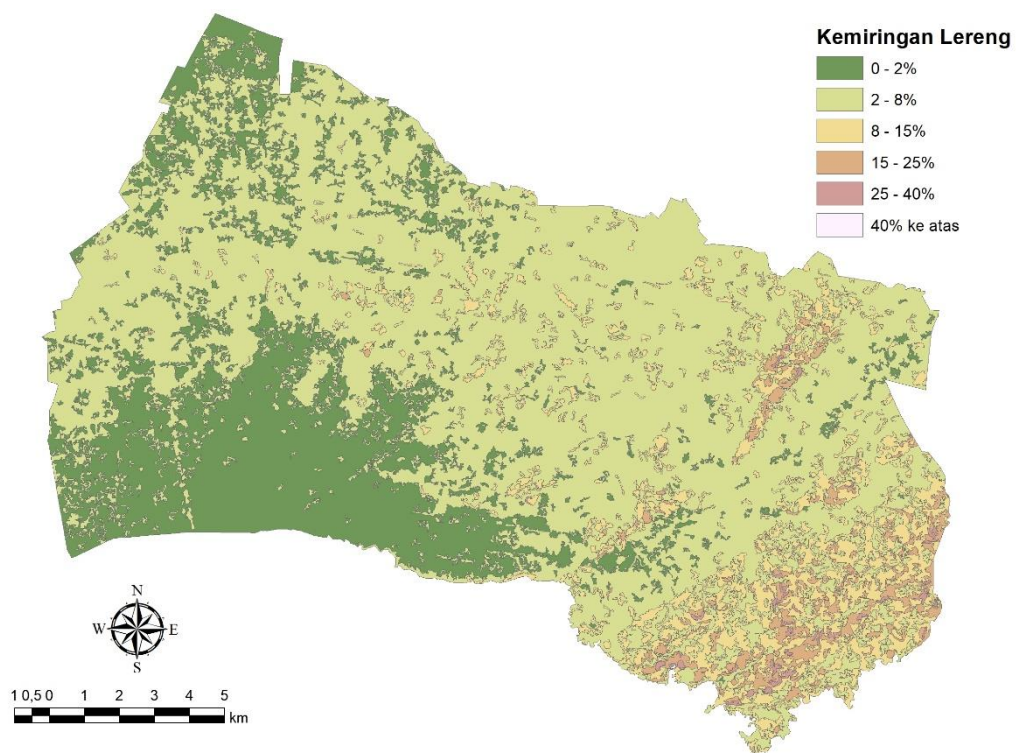 Kemiringan Lereng
0 - 2%
2 - 8%
8 - 15%
15 - 25%
25 - 40%
40% ke atas
N
W E
S
1 0,5 0 1 2 3 4 5
km